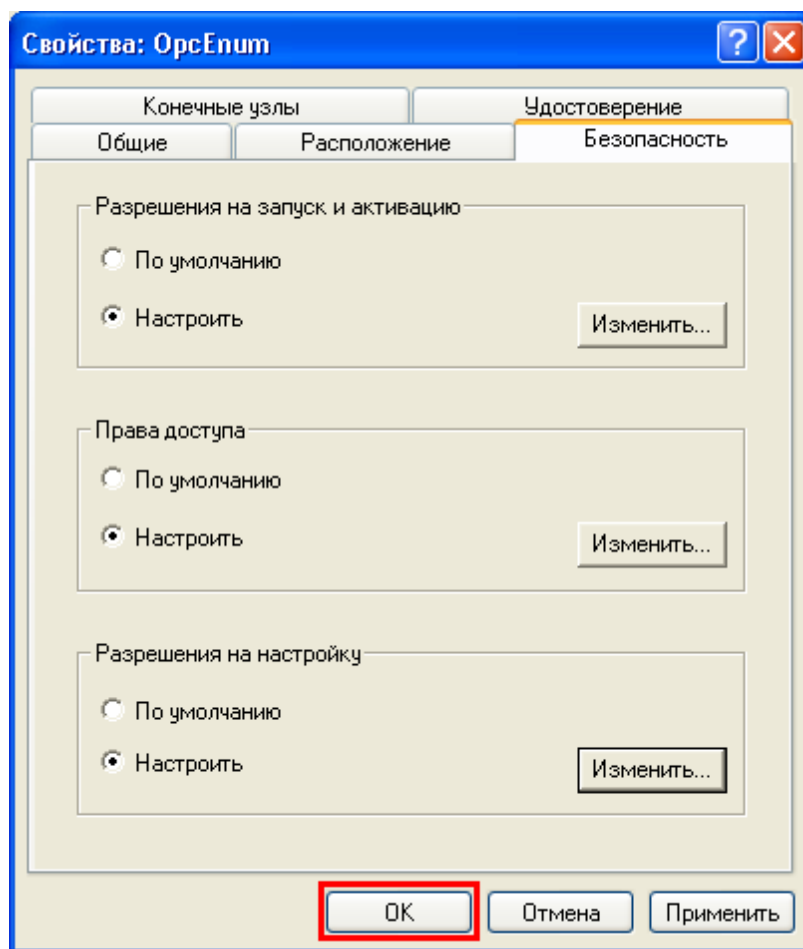 Свойства: OpcEnum
Конечные узлы Удостоверение
Общие Расположение Безопасность
Разрешения на запуск и активацию
По умолчанию
Настроить Изменить...
Права доступа
По умолчанию
Настроить Изменить...
Разрешения на настройку
По умолчанию
Настроить Изменить...
OK Отмена Применить